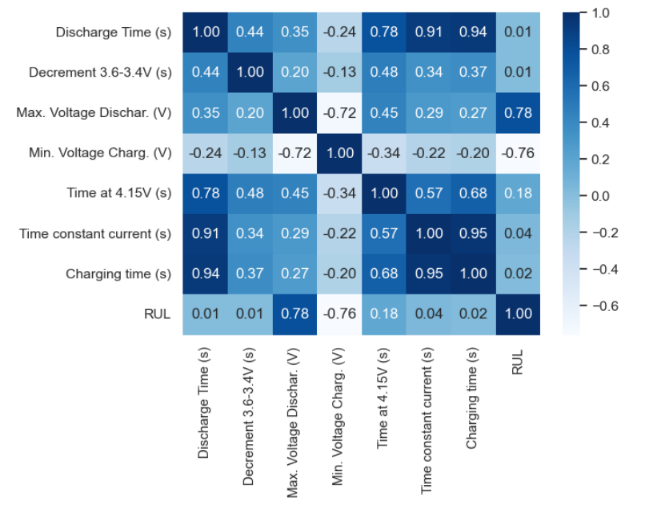 Discharge Time (s) 1.00 0.44 0.35 -0.24 0.78 0.91 0.94 0.01
Decrement 3.6-3.4V (s) 0.44 1.00 0.20 -0.13 0.48 0.34 0.37 0.01
Max. Voltage Dischar. (V) 0.35 0.20 1.00 -0.72 0.45 0.29 0.27 0.78
Min. Voltage Charg. (V) -0.24 -0.13 -0.72 1.00 -0.34 -0.22 -0.20 -0.76
Time at 4.15V (s) 0.78 0.48 0.45 -0.34 1.00 0.57 0.68 0.18
Time constant current (s) 0.91 0.34 0.29 -0.22 0.57 1.00 0.95 0.04
Charging time (s) 0.94 0.37 0.27 -0.20 0.68 0.95 1.00 0.02
RUL 0.01 0.01 0.78 -0.76 0.18 0.04 0.02 1.00
Discharge Time (s)
Decrement 3.6-3.4V (s)
Max. Voltage Dischar. (V)
Min. Voltage Charg. (V)
Time at 4.15V (s)
Time constant current (s)
Charging time (s)
RUL
1.0
0.8
0.6
0.4
0.2
0.0
−0.2
−0.4
−0.6